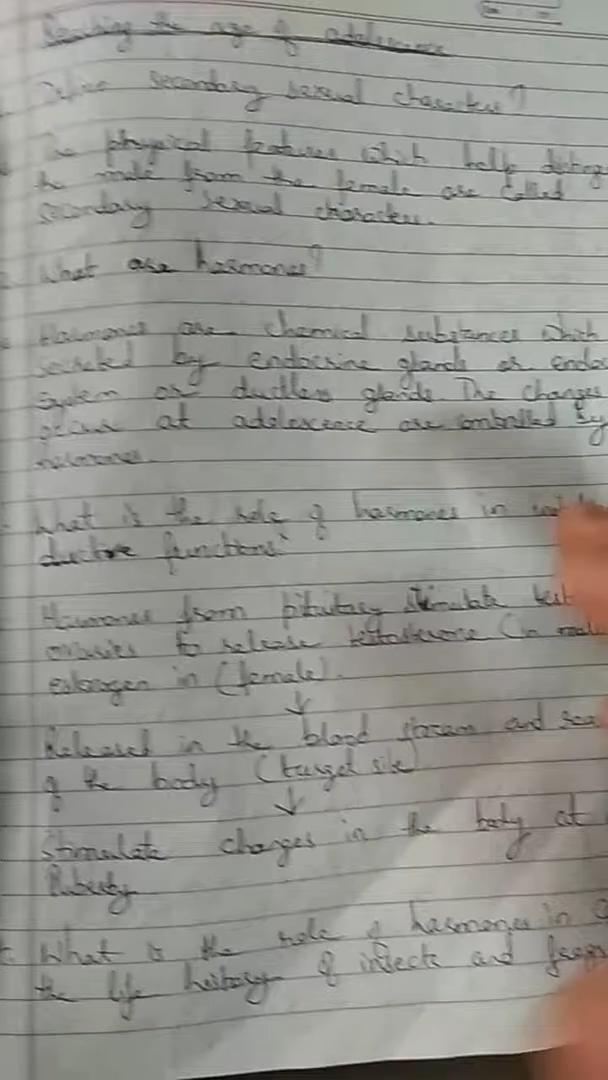 Reaching the age of adolescence
Define secondary sexual characters?
The physical features which help
the male from the female are called
secondary sexual characters.
What are hormones?
Hormones are chemical substances which
secreted by endocrine glands or
system or ductless glands. The changes
occur at adolescence are controlled by
hormones.
What is the role of hormones in
ductive functions?
Hormones from pitutary stimulate
ovaries to release testosterone (in
estrogen in (female).
↓
Released in the blood stream and
of the body (target site)
↓
Stimulate changes in the body at
Puberty
What is the role of hormones in
the life history of insects and